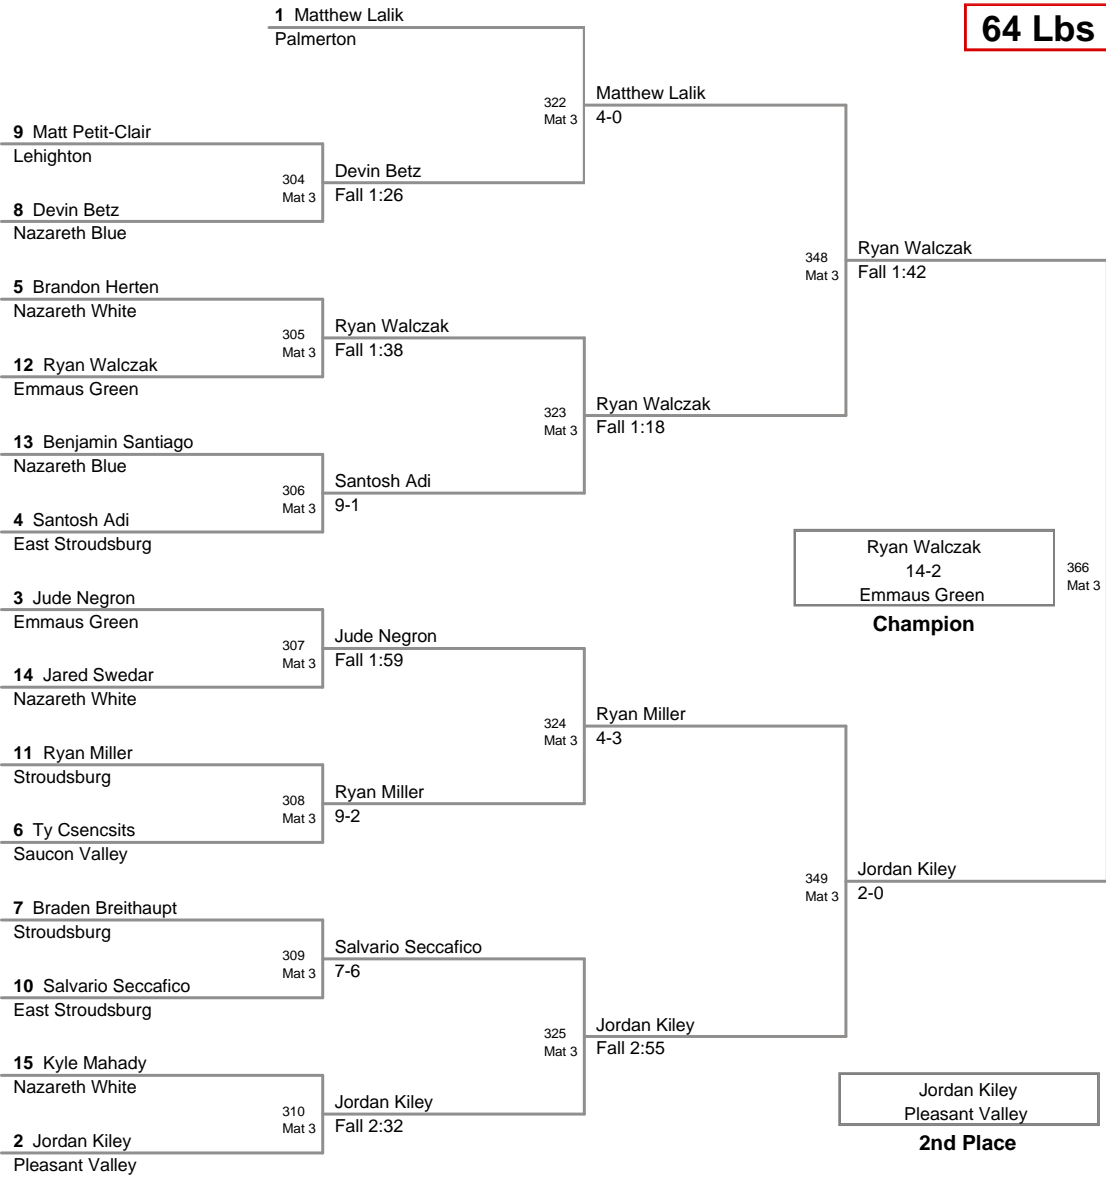 1 Matthew Lalik
Palmerton
64 Lbs
322
Mat 3
Matthew Lalik
4-0
9 Matt Petit-Clair
Lehighton
304
Mat 3
Devin Betz
Fall 1:26
8 Devin Betz
Nazareth Blue
348
Mat 3
Ryan Walczak
Fall 1:42
5 Brandon Herten
Nazareth White
305
Mat 3
Ryan Walczak
Fall 1:38
12 Ryan Walczak
Emmaus Green
323
Mat 3
Ryan Walczak
Fall 1:18
13 Benjamin Santiago
Nazareth Blue
306
Mat 3
Santosh Adi
9-1
4 Santosh Adi
East Stroudsburg
Ryan Walczak
14-2
Emmaus Green
Champion
366
Mat 3
3 Jude Negron
Emmaus Green
307
Mat 3
Jude Negron
Fall 1:59
14 Jared Swedar
Nazareth White
324
Mat 3
Ryan Miller
4-3
11 Ryan Miller
Stroudsburg
308
Mat 3
Ryan Miller
9-2
6 Ty Csencsits
Saucon Valley
349
Mat 3
Jordan Kiley
2-0
7 Braden Breithaupt
Stroudsburg
309
Mat 3
Salvario Seccafico
7-6
10 Salvario Seccafico
East Stroudsburg
325
Mat 3
Jordan Kiley
Fall 2:55
15 Kyle Mahady
Nazareth White
310
Mat 3
Jordan Kiley
Fall 2:32
2 Jordan Kiley
Pleasant Valley
Jordan Kiley
Pleasant Valley
2nd Place